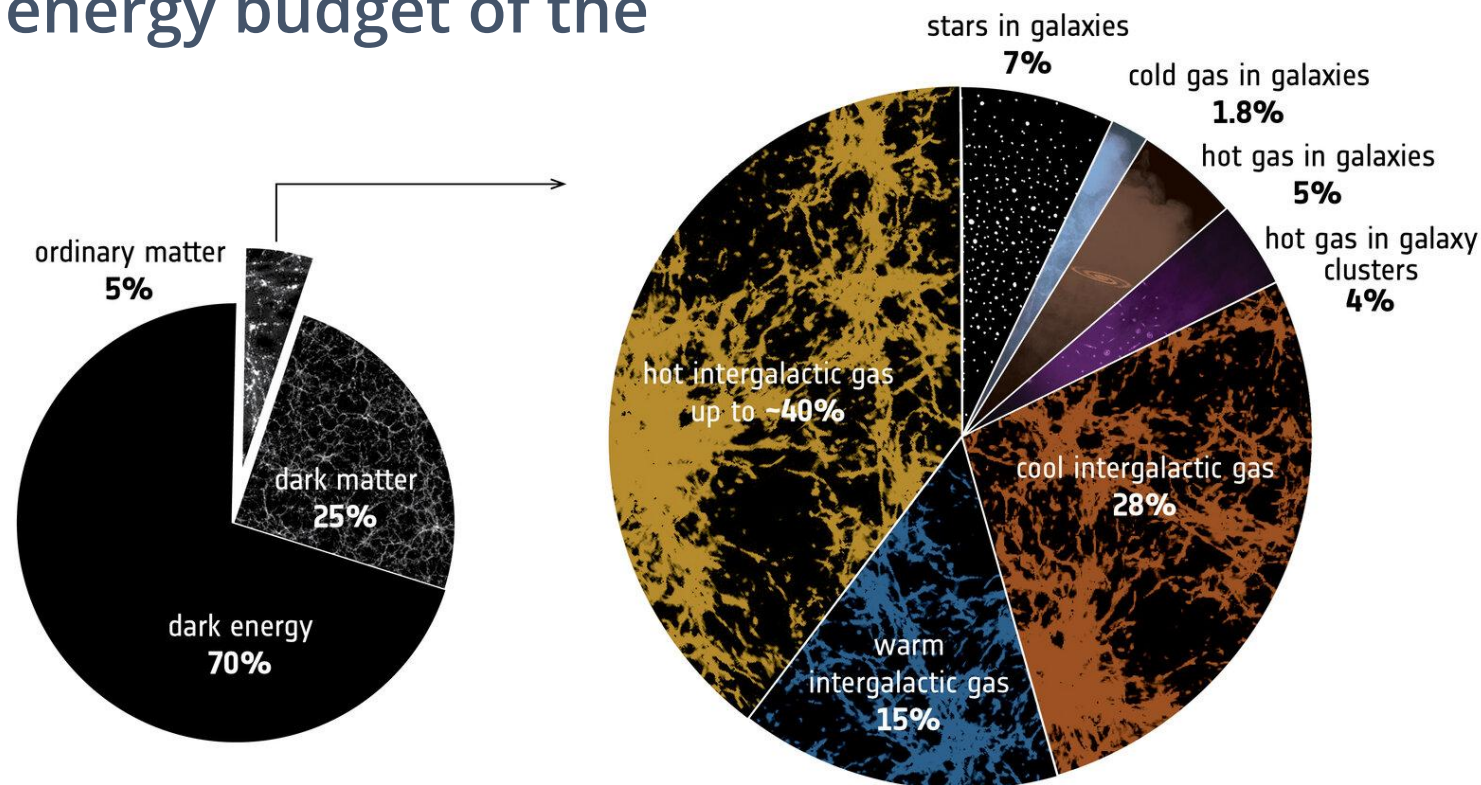 energy budget of the
ordinary matter
5%
dark matter
25%
dark energy
70%
stars in galaxies
7%
cold gas in galaxies
1.8%
hot gas in galaxies
5%
hot gas in galaxy
clusters
4%
hot intergalactic gas
up to ~40%
cool intergalactic gas
28%
warm
intergalactic gas
15%